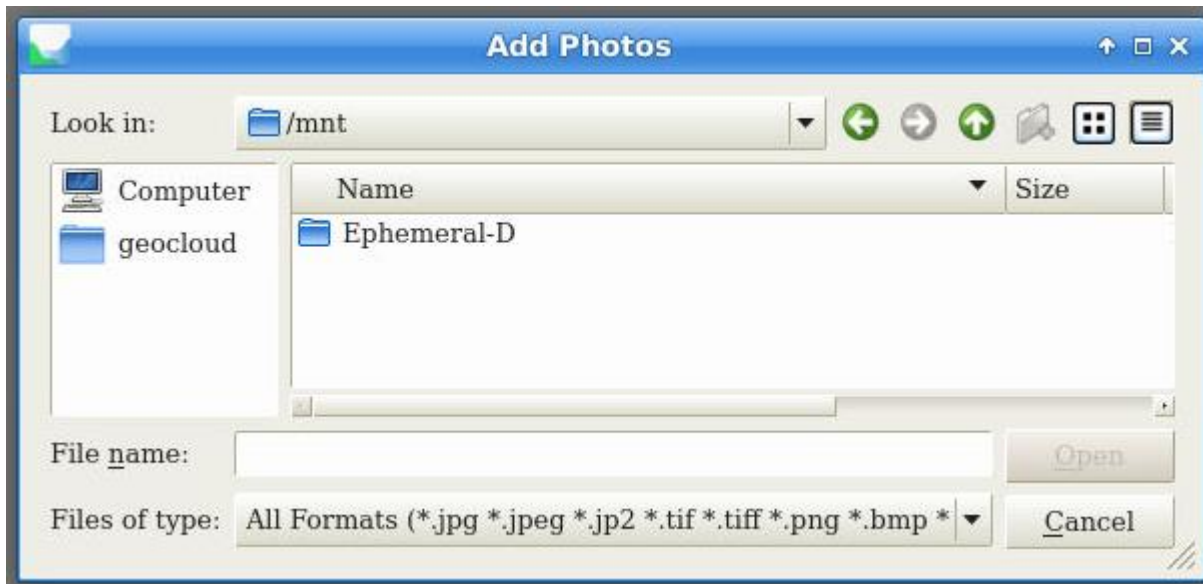 Add Photos
Look in: /mnt
Computer
geocloud
Name Size
Ephemeral-D
File name: Open
Files of type: All Formats (*.jpg *.jpeg *.jp2 *.tif *.tiff *.png *.bmp * Cancel